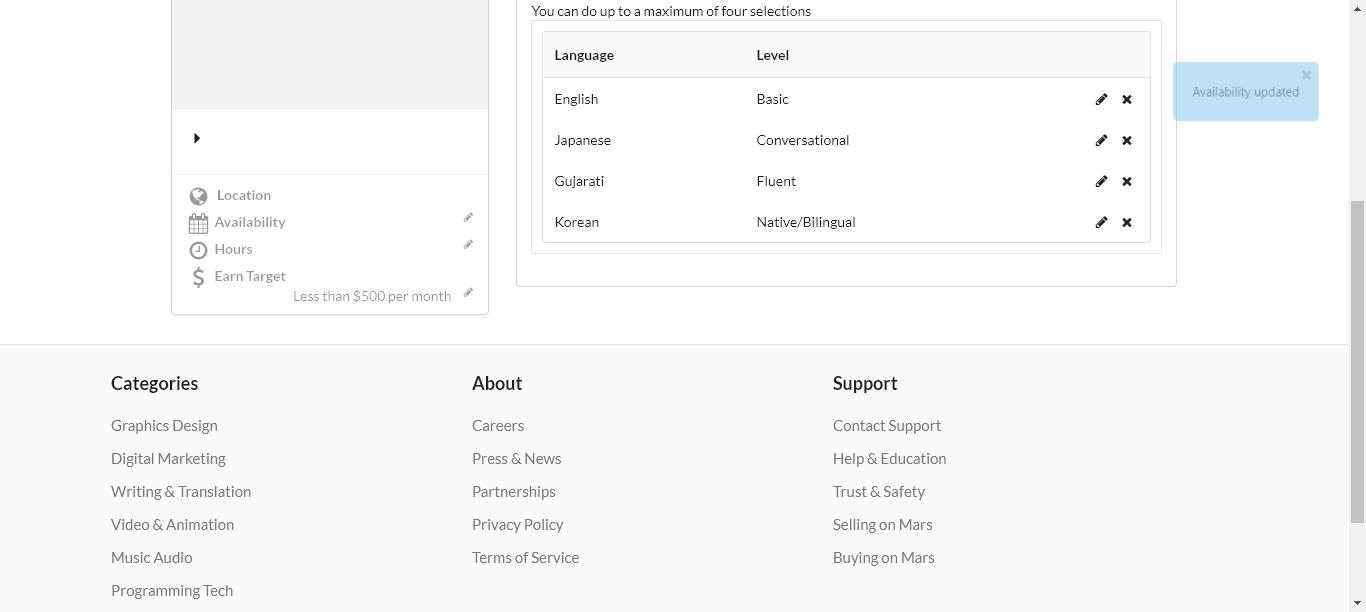 You can do up to a maximum of four selections
Language Level
English Basic
Japanese Conversational
Gujarati Fluent
Korean Native/Bilingual
Availability updated
Location
Availability
Hours
Earn Target
Less than $500 per month
Categories
Graphics Design
Digital Marketing
Writing & Translation
Video & Animation
Music Audio
Programming Tech
About
Careers
Press & News
Partnerships
Privacy Policy
Terms of Service
Support
Contact Support
Help & Education
Trust & Safety
Selling on Mars
Buying on Mars